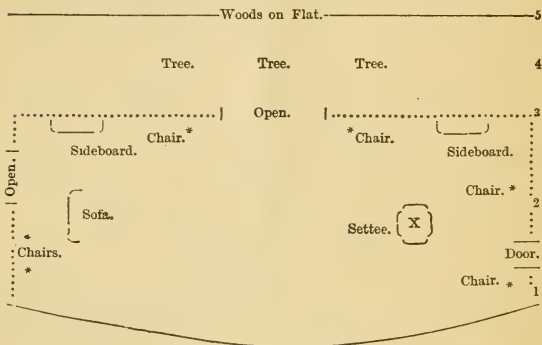 Woods on Flat. 5
Tree. Tree. Tree. 4
Open. 3
Chair.* *Chair.
Sideboard. Sideboard.
Open.
Chair. *
2
Sofa.
Settee. X
* Chairs. *
Door.
Chair. *
1